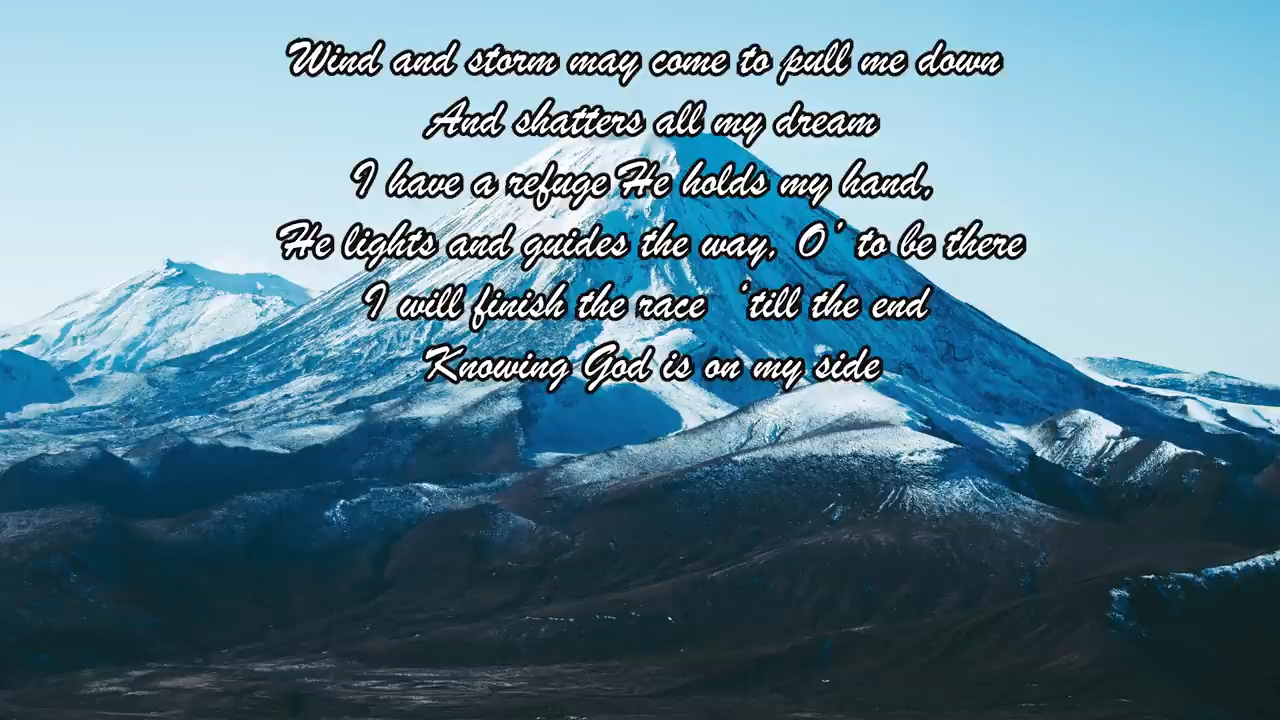 Wind and storm may come to pull me down
And shatters all my dream
I have a refuge He holds my hand,
He lights and guides the way, O' to be there
I will finish the race 'till the end
Knowing God is on my side